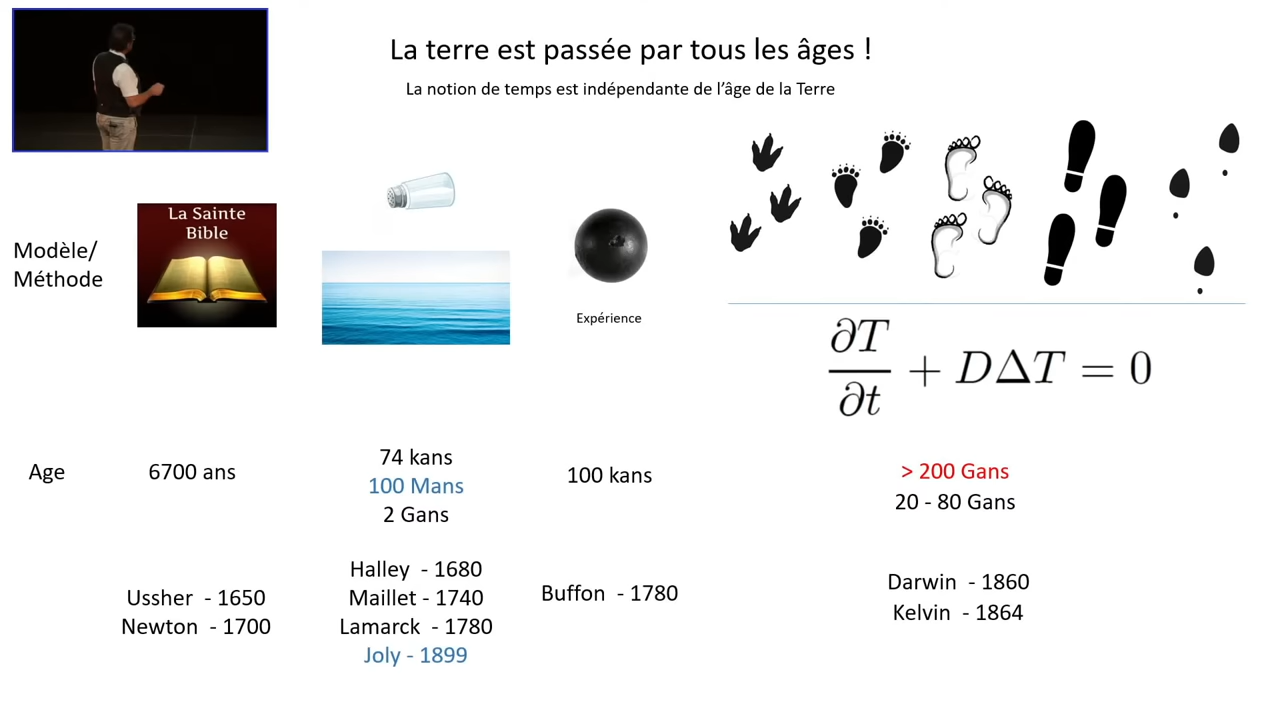 La terre est passée par tous les âges !
La notion de temps est indépendante de l'âge de la Terre
Modèle/
Méthode
La Sainte
Bible
Expérience
∂T/∂t + DΔT = 0
Age
6700 ans
74 kans
100 Mans
2 Gans
100 kans
> 200 Gans
20 - 80 Gans
Ussher - 1650
Newton - 1700
Halley - 1680
Maillet - 1740
Lamarck - 1780
Joly - 1899
Buffon - 1780
Darwin - 1860
Kelvin - 1864